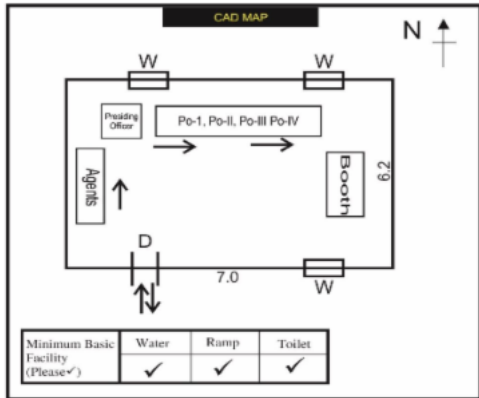 CAD MAP
N
W
W
Presiding
Officer
Po-1, Po-II, Po-III Po-IV
Agents
Booth
6.2
D
7.0
W
Minimum Basic
Facility
(Please✓)
Water
Ramp
Toilet
✓
✓
✓